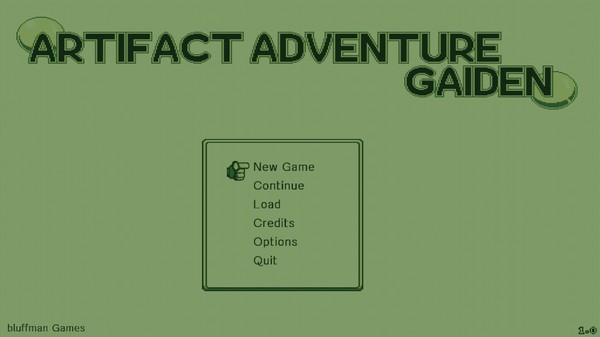 ARTIFACT ADVENTURE
GAIDEN
New Game
Continue
Load
Credits
Options
Quit
bluffman Games
1.0